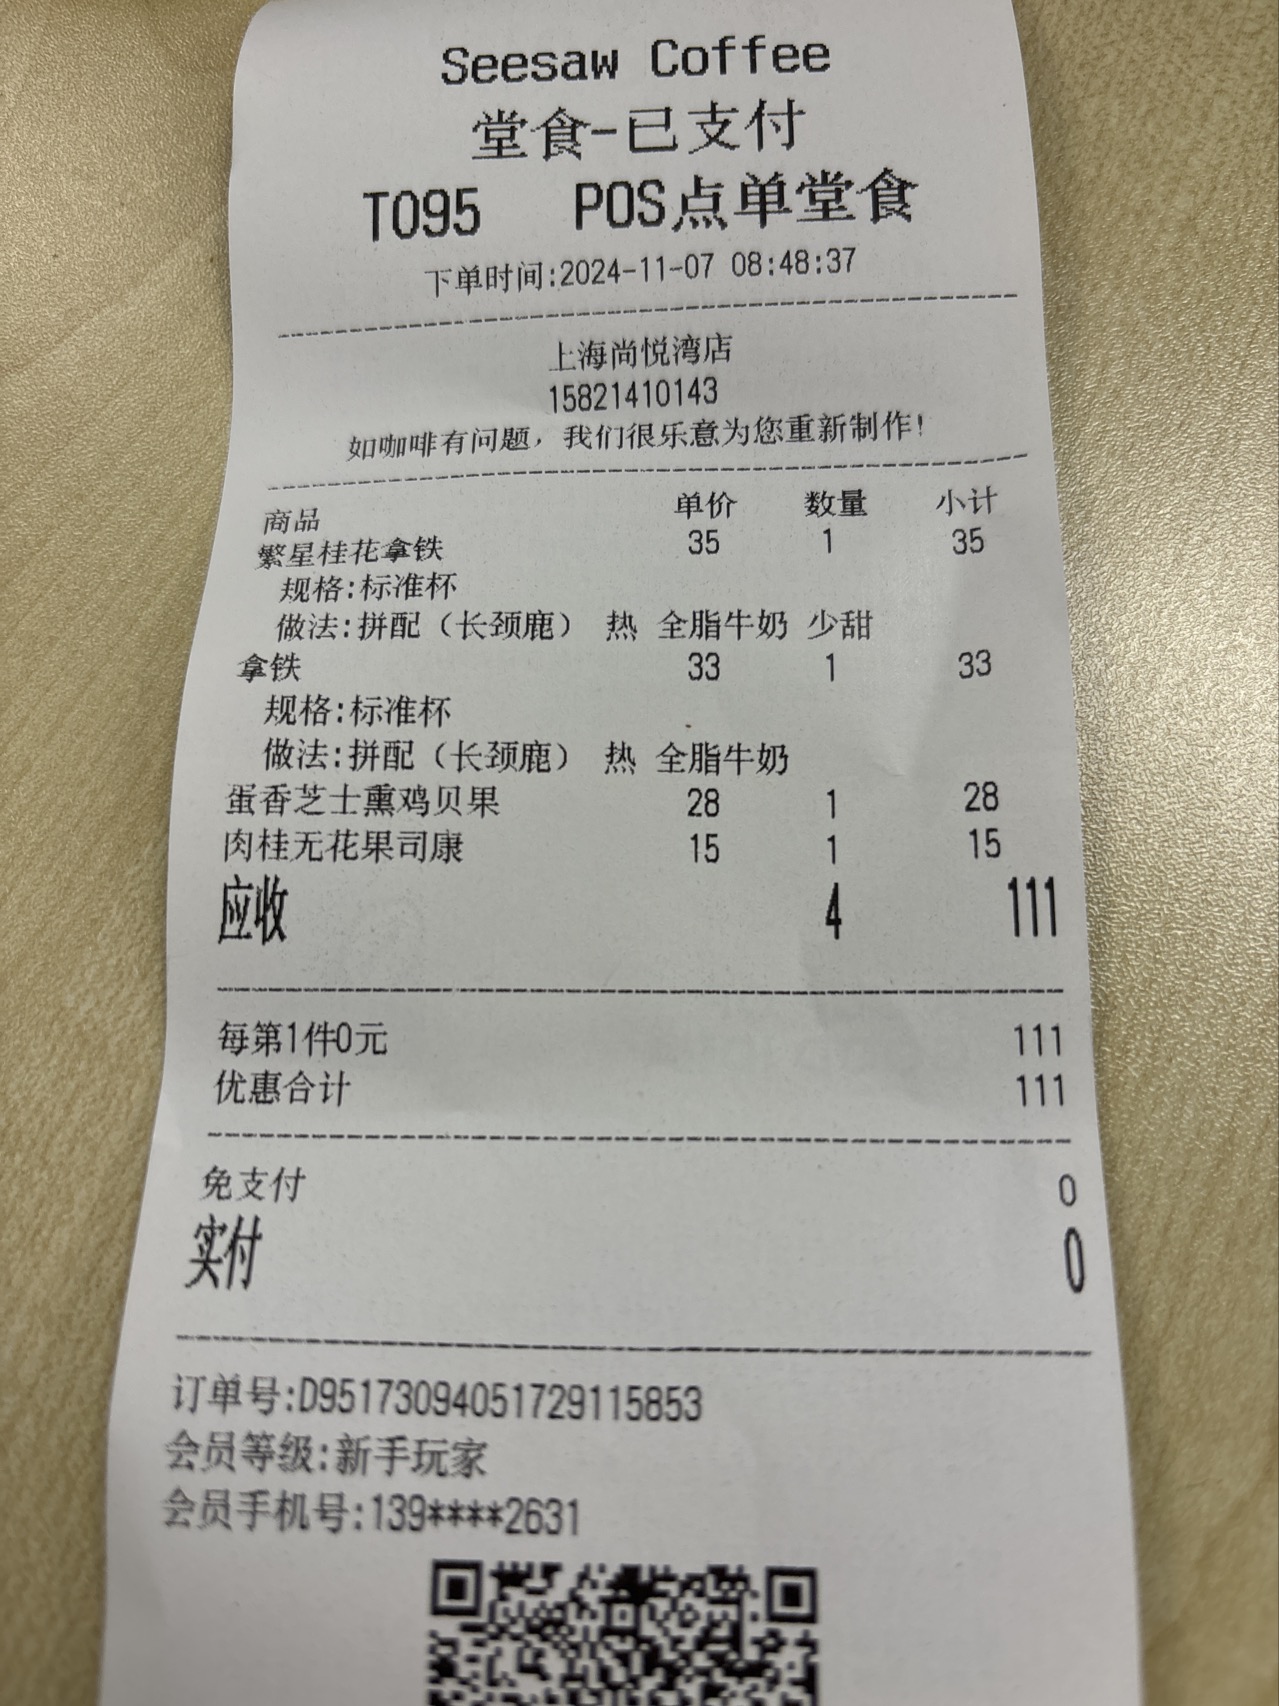 Seesaw Coffee
堂食-已支付
T095 POS点单堂食
下单时间:2024-11-07 08:48:37
上海尚悦湾店
15821410143
如咖啡有问题，我们很乐意为您重新制作!
商品 单价 数量 小计
繁星桂花拿铁 35 1 35
规格:标准杯
做法:拼配（长颈鹿） 热 全脂牛奶 少甜
拿铁 33 1 33
规格:标准杯
做法:拼配（长颈鹿） 热 全脂牛奶
蛋香芝士熏鸡贝果 28 1 28
肉桂无花果司康 15 1 15
应收 4 111
每第1件0元 111
优惠合计 111
免支付 0
实付 0
订单号:D95173094051729115853
会员等级:新手玩家
会员手机号:139****2631